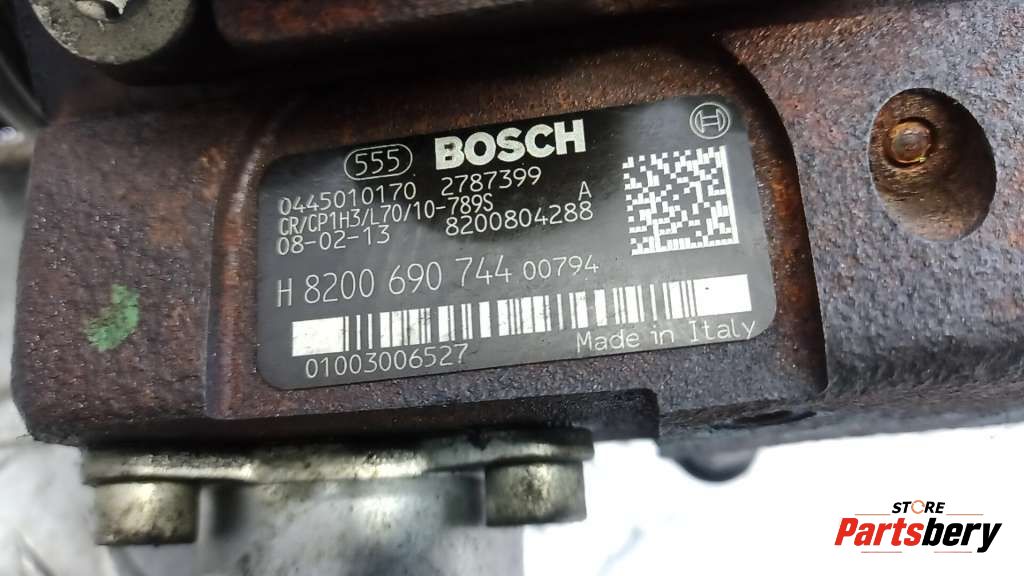 555 BOSCH
0445010170 2787399
CR/CP1H3/L70/10-789S A
08-02-13 8200804288
H 8200 690 744 00794
01003006527 Made in Italy
STORE
Partsbery